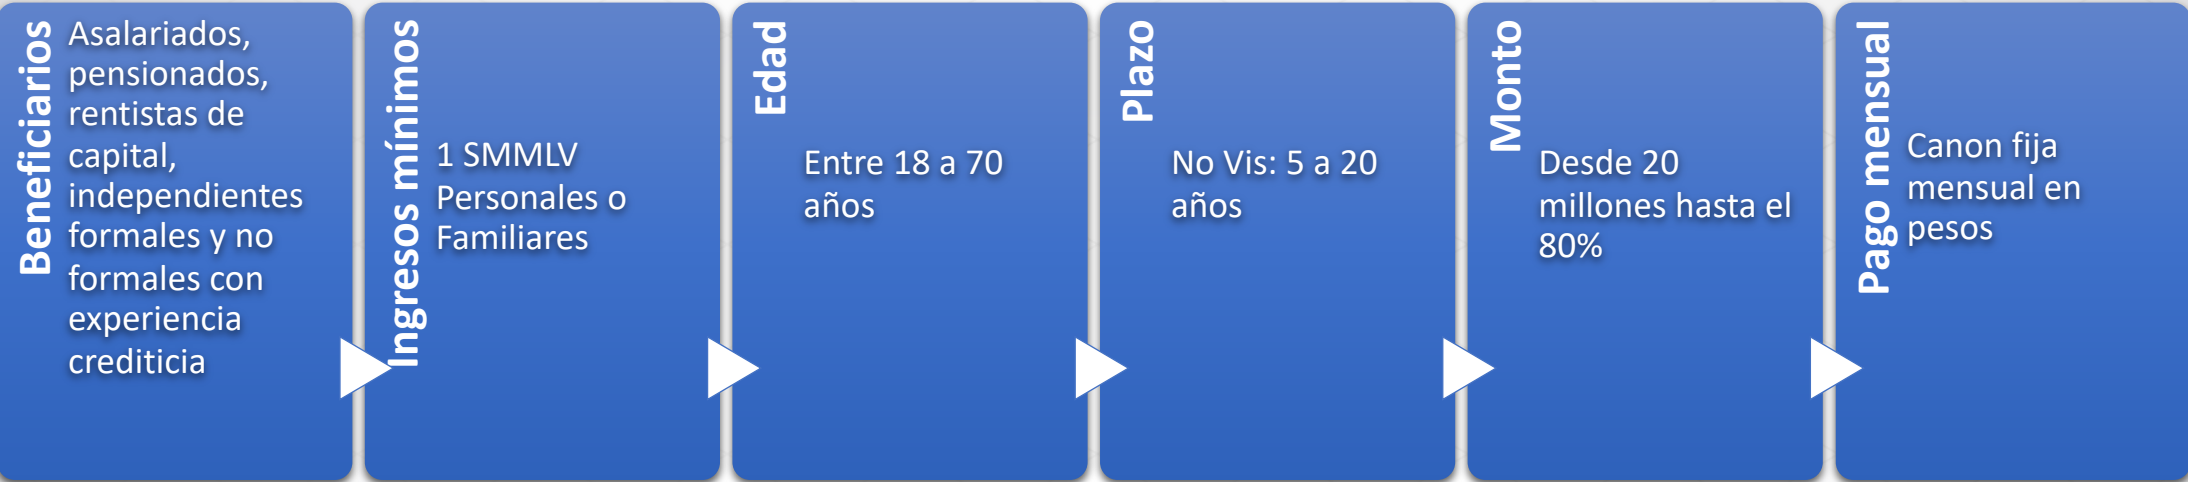 Beneficiarios
Asalariados,
pensionados,
rentistas de
capital,
independientes
formales y no
formales con
experiencia
crediticia
Ingresos mínimos
1 SMMLV
Personales o
Familiares
Edad
Entre 18 a 70
años
Plazo
No Vis: 5 a 20
años
Monto
Desde 20
millones hasta el
80%
Pago mensual
Canon fija
mensual en
pesos